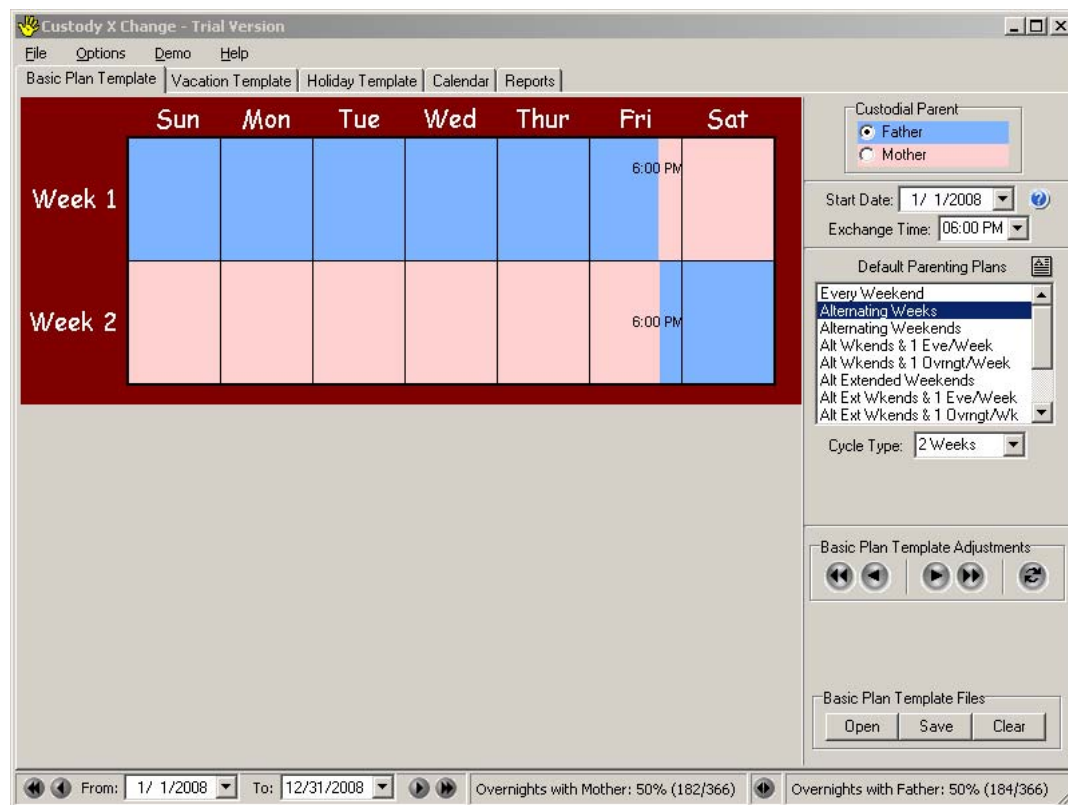 Custody X Change - Trial Version
File Options Demo Help
Basic Plan Template Vacation Template Holiday Template Calendar Reports
Sun Mon Tue Wed Thur Fri Sat
Week 1
6:00 PM
Week 2
6:00 PM
Custodial Parent
Father
Mother
Start Date: 1/ 1/2008
Exchange Time: 06:00 PM
Default Parenting Plans
Every Weekend
Alternating Weeks
Alternating Weekends
Alt Wkends & 1 Eve/Week
Alt Wkends & 1 Ovrngt/Week
Alt Extended Weekends
Alt Ext Wkends & 1 Eve/Week
Alt Ext Wkends & 1 Ovrngt/Wk
Cycle Type: 2 Weeks
Basic Plan Template Adjustments
Basic Plan Template Files
Open Save Clear
From: 1/ 1/2008 To: 12/31/2008 Overnights with Mother: 50% (182/366) Overnights with Father: 50% (184/366)